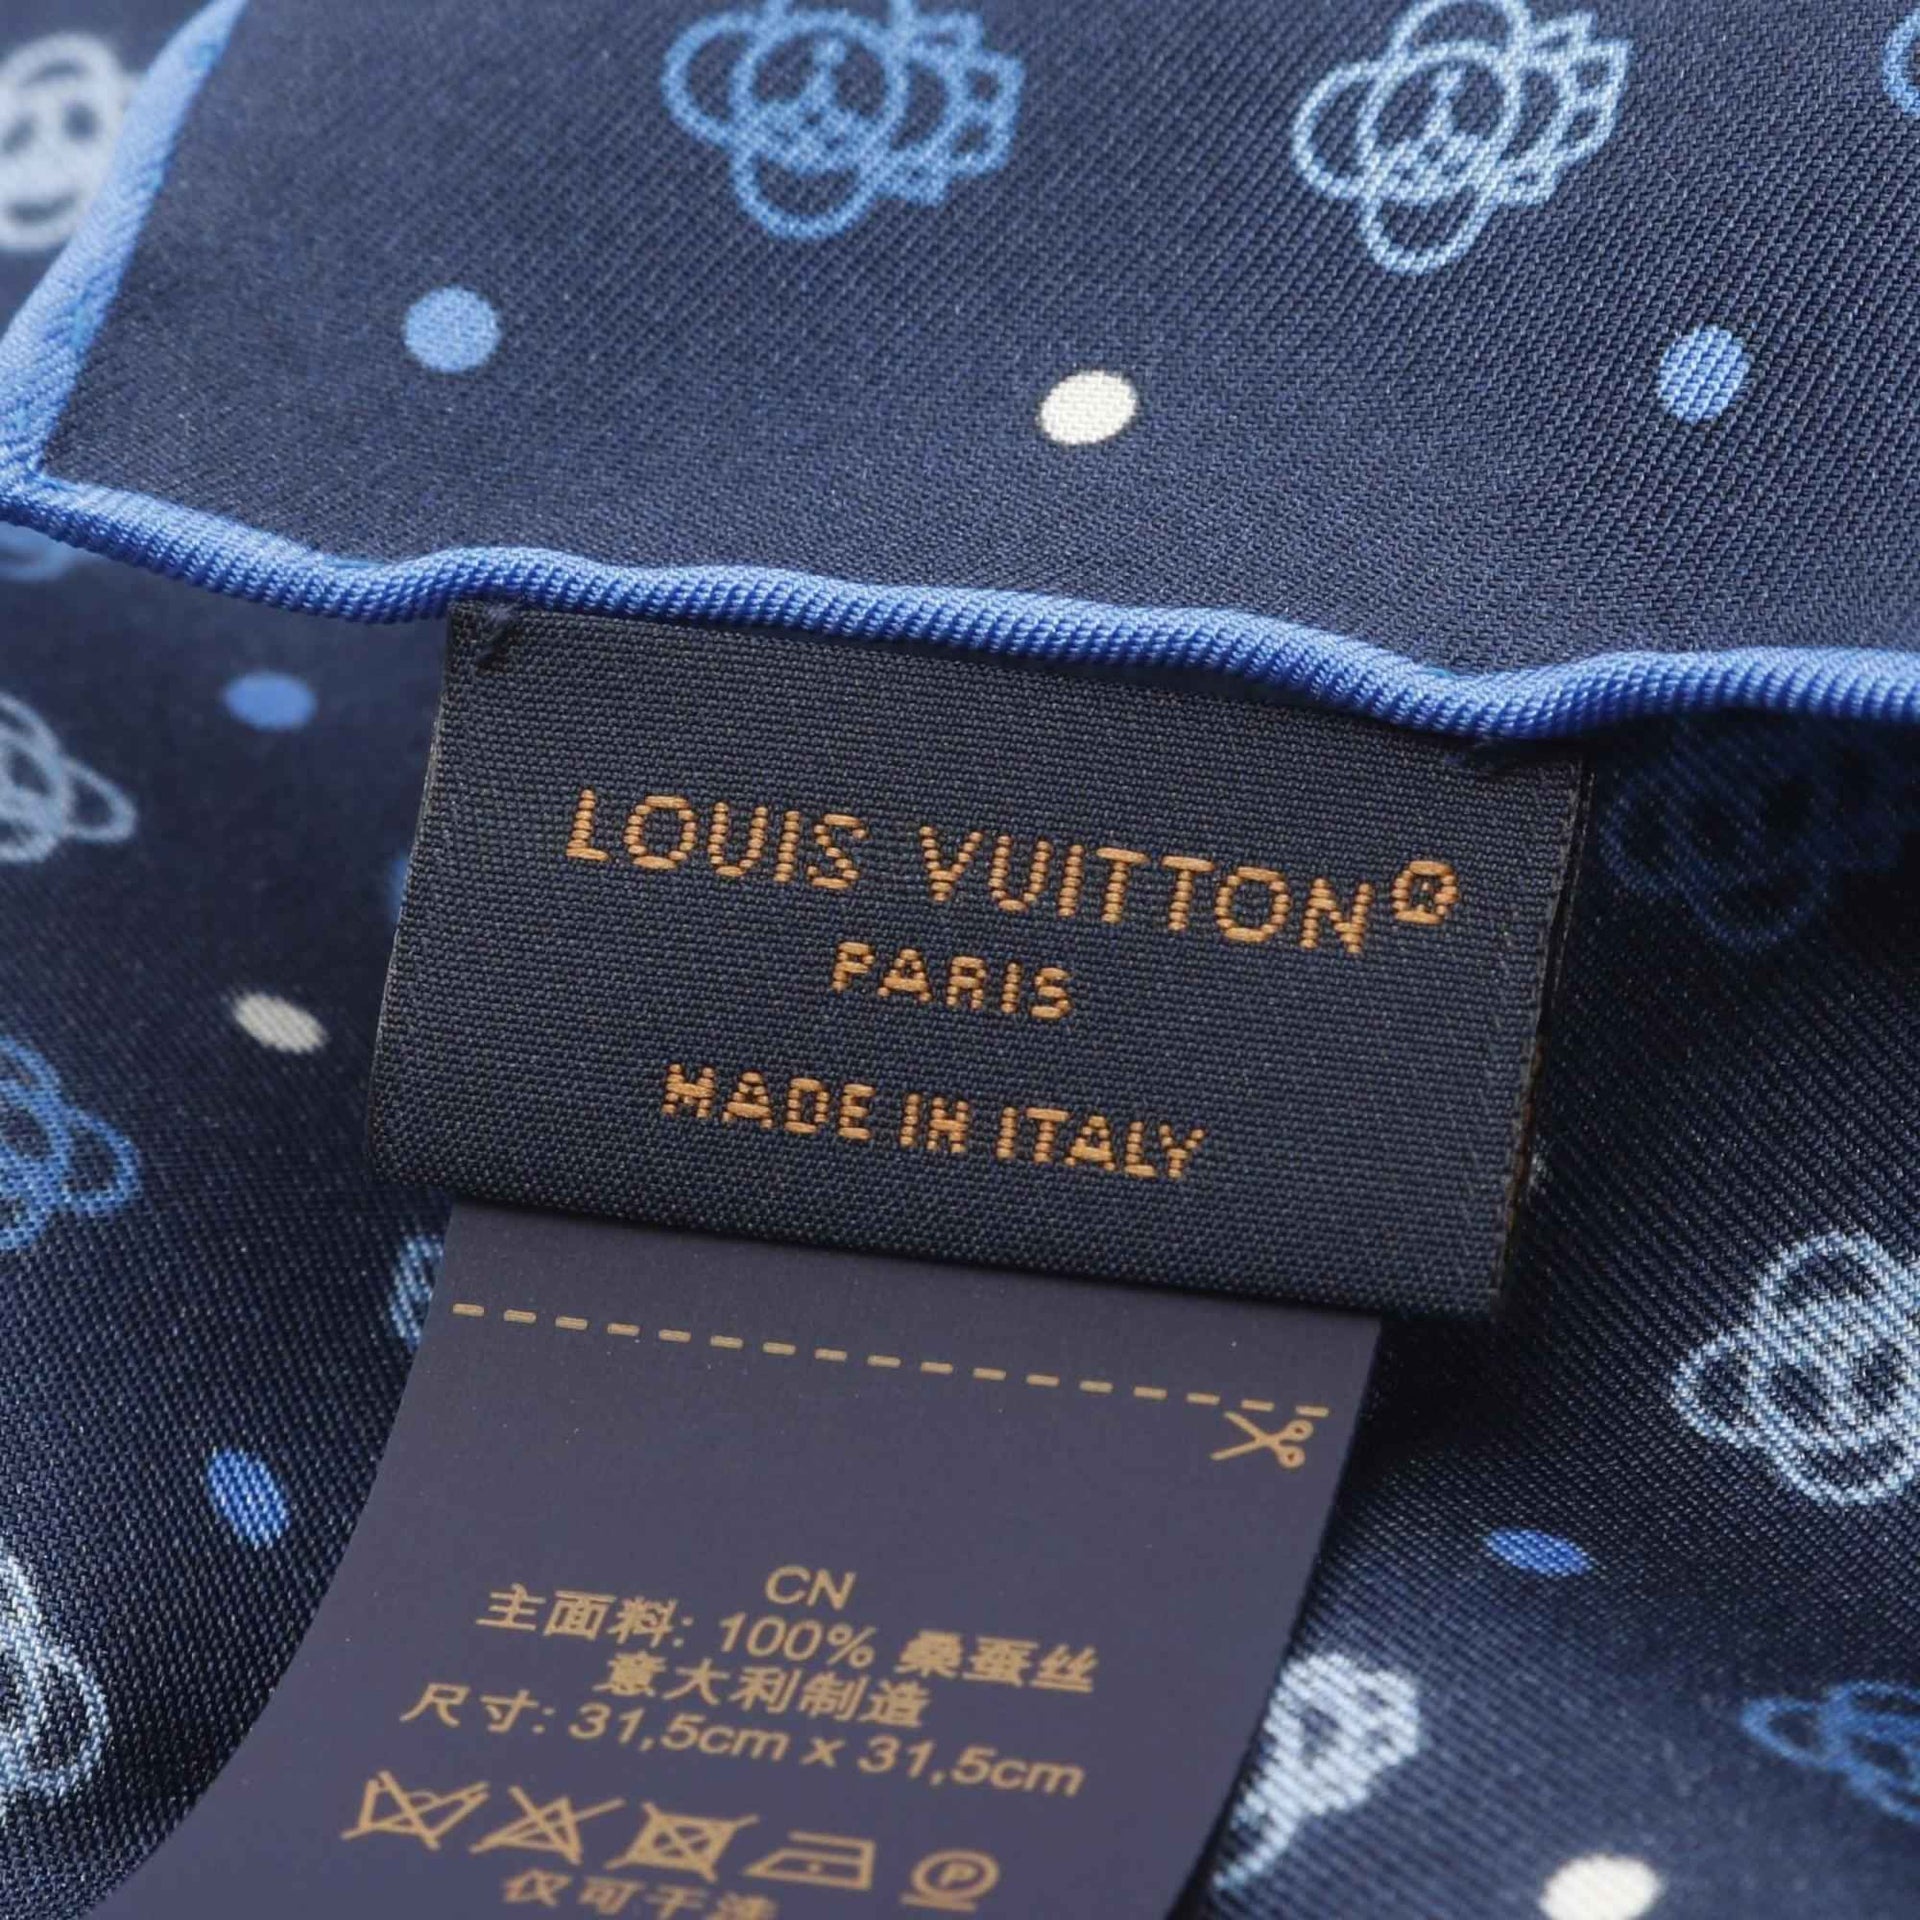 LOUIS VUITTON®
PARIS
MADE IN ITALY
CN
主面料: 100% 桑蚕丝
意大利制造
尺寸: 31,5cm x 31,5cm
P
仅可干洗